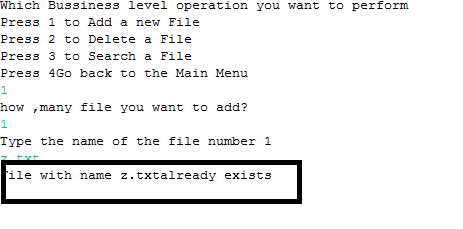 Which Bussiness level operation you want to perform
Press 1 to Add a new File
Press 2 to Delete a File
Press 3 to Search a File
Press 4Go back to the Main Menu
1
how ,many file you want to add?
1
Type the name of the file number 1
z.txt
File with name z.txtalready exists